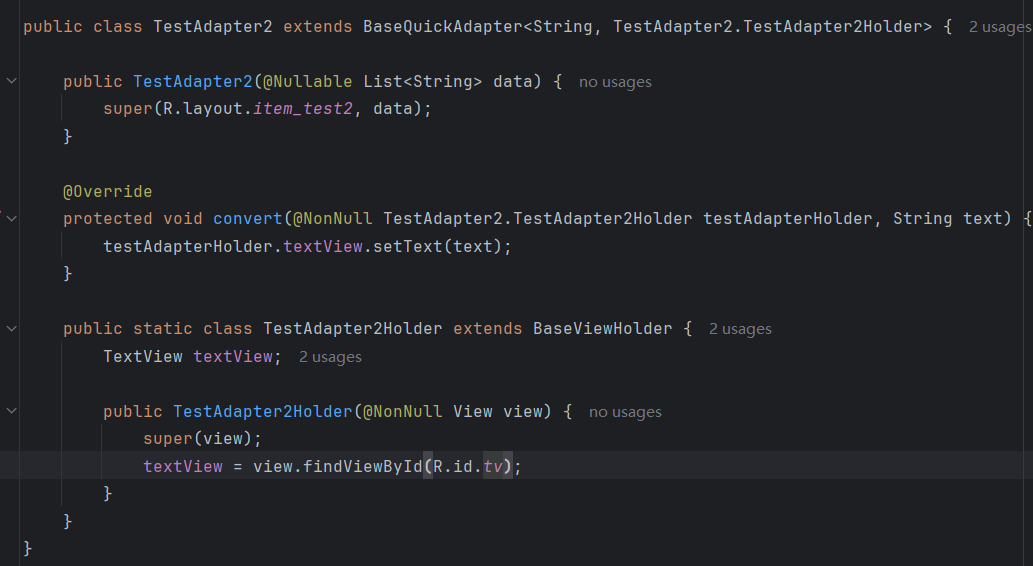 public class TestAdapter2 extends BaseQuickAdapter<String, TestAdapter2.TestAdapter2Holder> { 2 usages
public TestAdapter2(@Nullable List<String> data) { no usages
super(R.layout.item_test2, data);
}
@Override
protected void convert(@NonNull TestAdapter2.TestAdapter2Holder testAdapterHolder, String text) {
testAdapterHolder.textView.setText(text);
}
public static class TestAdapter2Holder extends BaseViewHolder { 2 usages
TextView textView; 2 usages
public TestAdapter2Holder(@NonNull View view) { no usages
super(view);
textView = view.findViewById(R.id.tv);
}
}
}